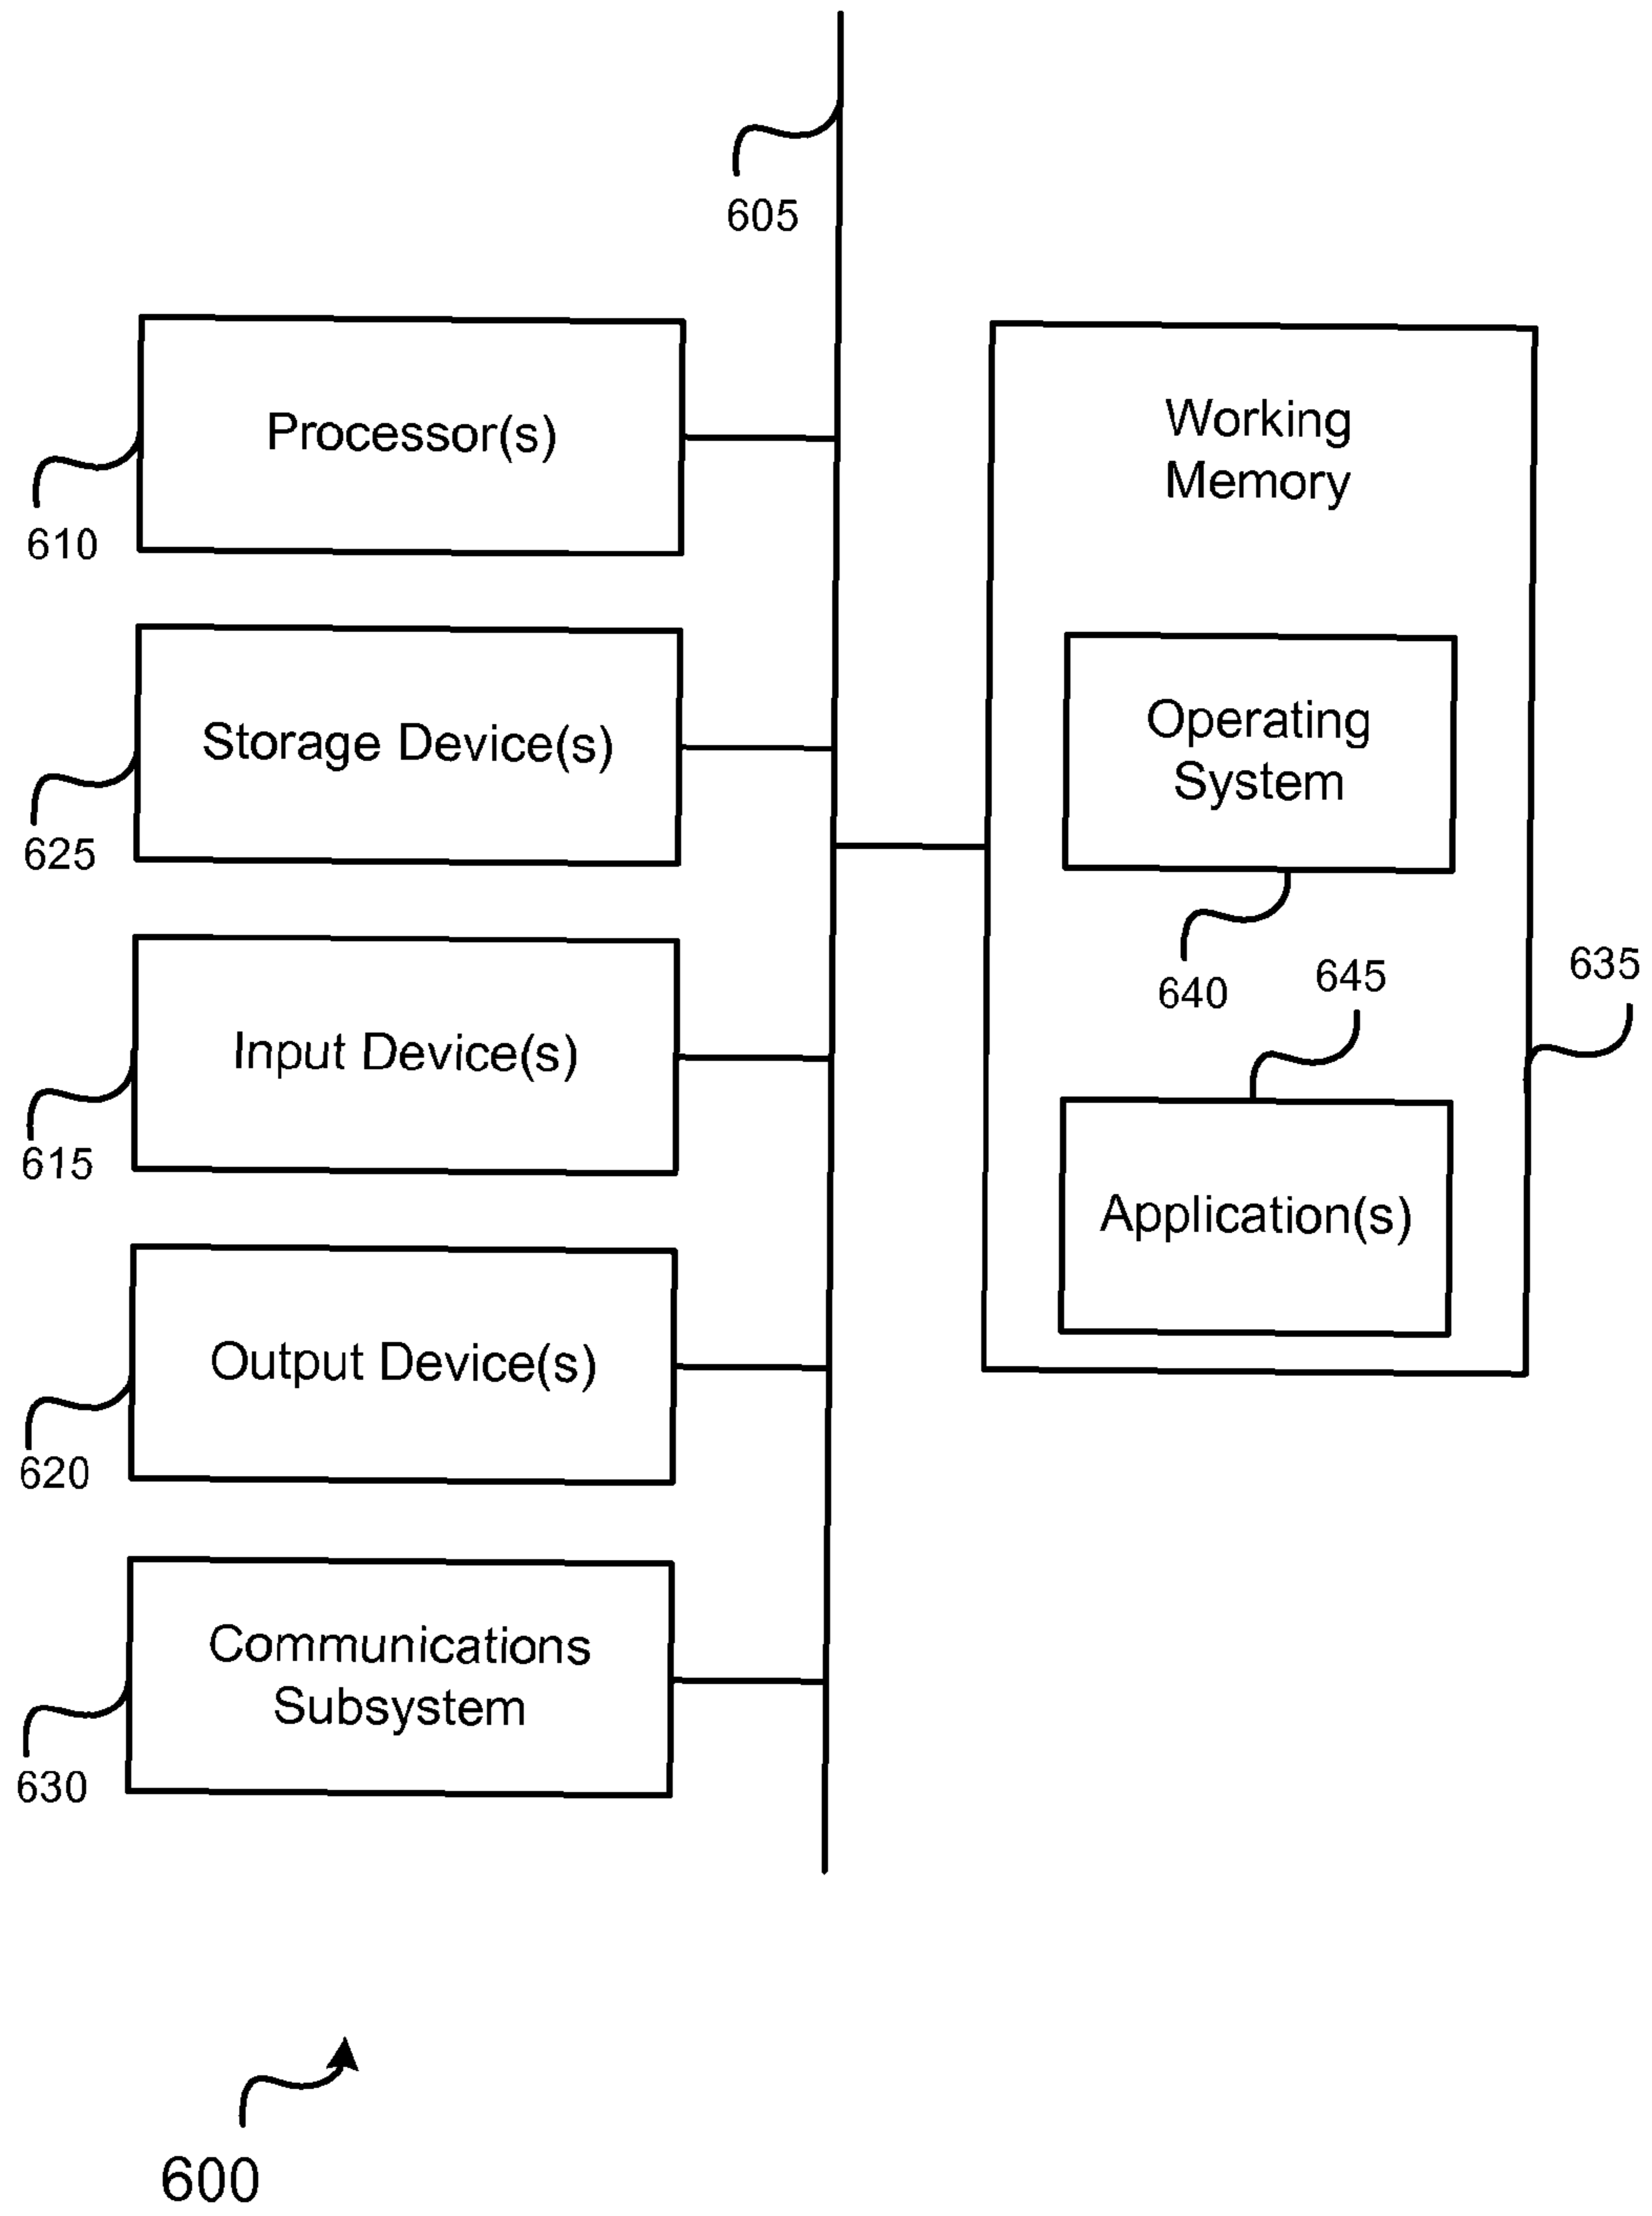 605
Processor(s)
610
Storage Device(s)
625
Input Device(s)
615
Output Device(s)
620
Communications
Subsystem
630
Working
Memory
Operating
System
640
645
635
Application(s)
600